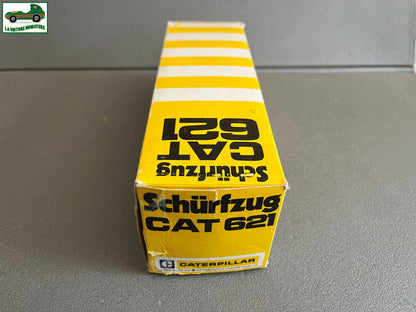 LA VOITURE MINIATURE
Schürfzug
CAT
621
Schürfzug
CAT 621
CATERPILLAR